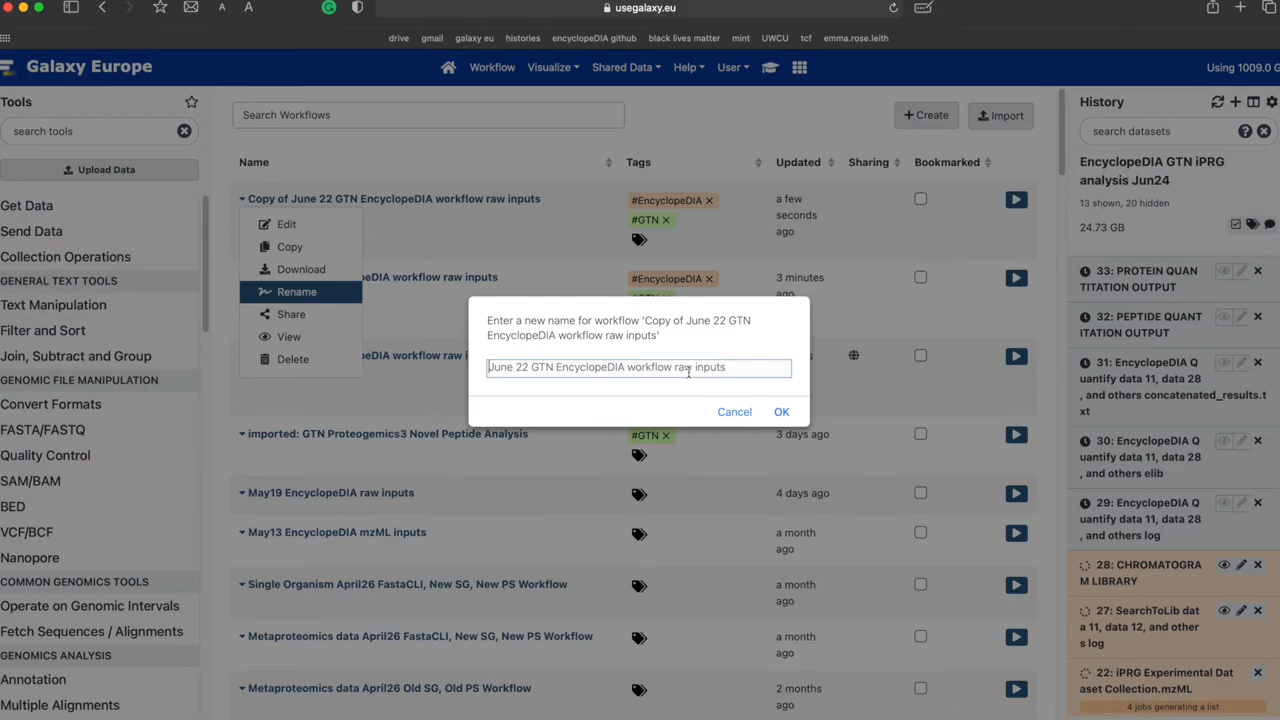 A A usegalaxy.eu
drive gmail galaxy eu histories encyclopeDIA github black lives matter mint UWCU tcf emma.rose.leith
Galaxy Europe Workflow Visualize Shared Data Help User Using 1009.0 G
Tools
search tools
Upload Data
Get Data
Send Data
Collection Operations
GENERAL TEXT TOOLS
Text Manipulation
Filter and Sort
Join, Subtract and Group
GENOMIC FILE MANIPULATION
Convert Formats
FASTA/FASTQ
Quality Control
SAM/BAM
BED
VCF/BCF
Nanopore
COMMON GENOMICS TOOLS
Operate on Genomic Intervals
Fetch Sequences / Alignments
GENOMICS ANALYSIS
Annotation
Multiple Alignments
Search Workflows
+ Create
Import
Name Tags Updated Sharing Bookmarked
Copy of June 22 GTN EncyclopeDIA workflow raw inputs
#EncyclopeDIA
#GTN
a few
seconds
ago
Edit
Copy
Download
Rename
Share
View
Delete
EncyclopeDIA workflow raw inputs
#EncyclopeDIA
3 minutes
Enter a new name for workflow 'Copy of June 22 GTN
EncyclopeDIA workflow raw inputs'
June 22 GTN EncyclopeDIA workflow raw inputs
Cancel OK
EncyclopeDIA workflow raw
imported: GTN Proteogemics3 Novel Peptide Analysis
#GTN
3 days ago
May19 EncyclopeDIA raw inputs
4 days ago
May13 EncyclopeDIA mzML inputs
a month
ago
Single Organism April26 FastaCLI, New SG, New PS Workflow
a month
ago
Metaproteomics data April26 FastaCLI, New SG, New PS Workflow
a month
ago
Metaproteomics data April26 Old SG, Old PS Workflow
2 months
ago
History
search datasets
EncyclopeDIA GTN iPRG
analysis Jun24
13 shown, 20 hidden
24.73 GB
33: PROTEIN QUAN
TITATION OUTPUT
32: PEPTIDE QUANT
ITATION OUTPUT
31: EncyclopeDIA Q
uantify data 11, data 28
, and others
concatenated_results.t
xt
30: EncyclopeDIA Q
uantify data 11, data 28
, and others elib
29: EncyclopeDIA Q
uantify data 11, data 28
, and others log
28: CHROMATOGRA
M LIBRARY
27: SearchToLib dat
a 11, data 12, and other
s log
22: iPRG Experimental Dat
aset Collection.mzML
4 jobs generating a list